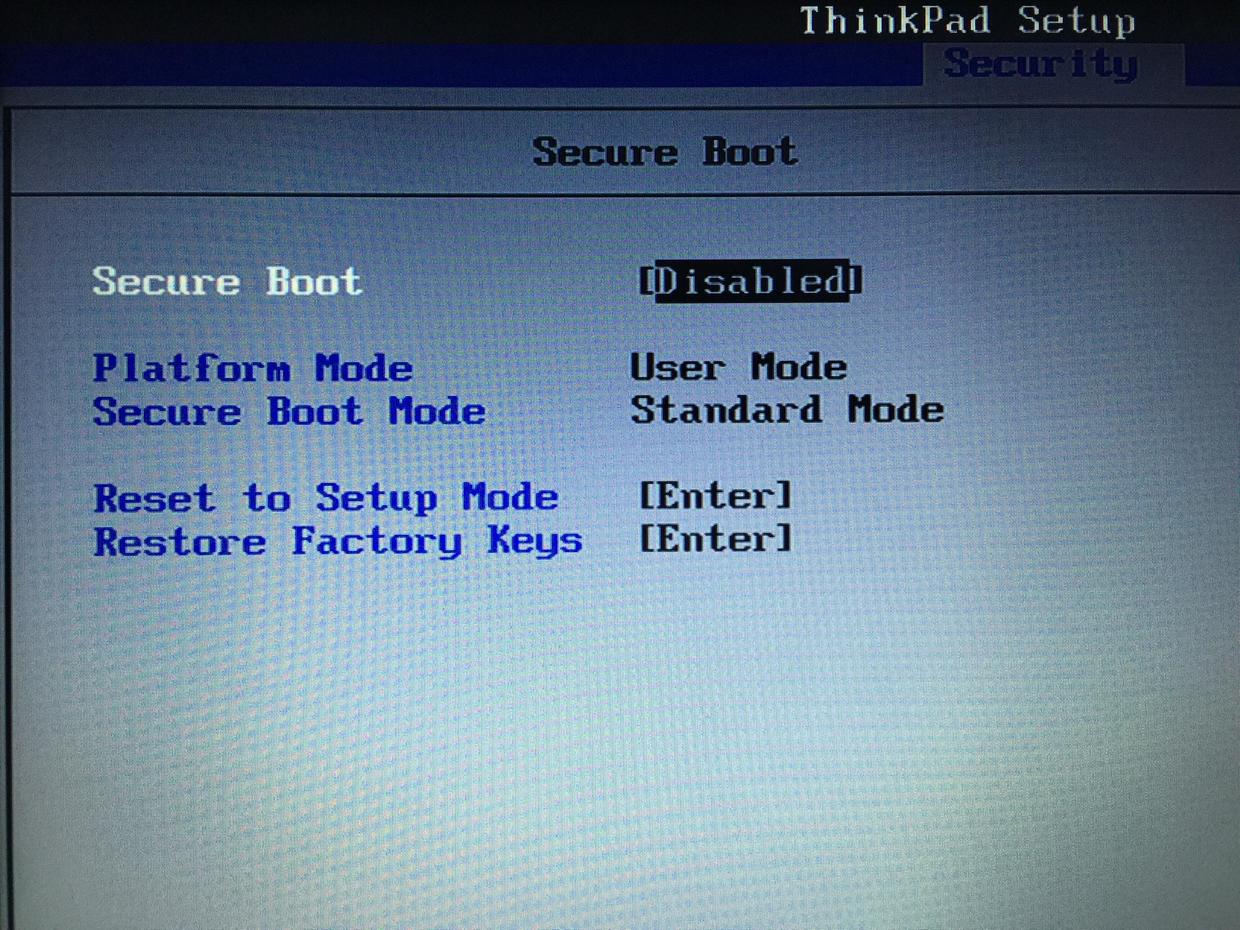 ThinkPad Setup
Security
Secure Boot
Secure Boot [Disabled]
Platform Mode User Mode
Secure Boot Mode Standard Mode
Reset to Setup Mode [Enter]
Restore Factory Keys [Enter]